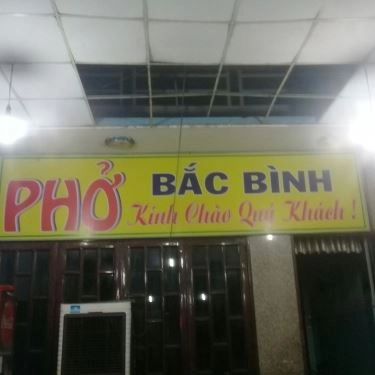 PHỞ BẮC BÌNH
Kính Chào Quý Khách !